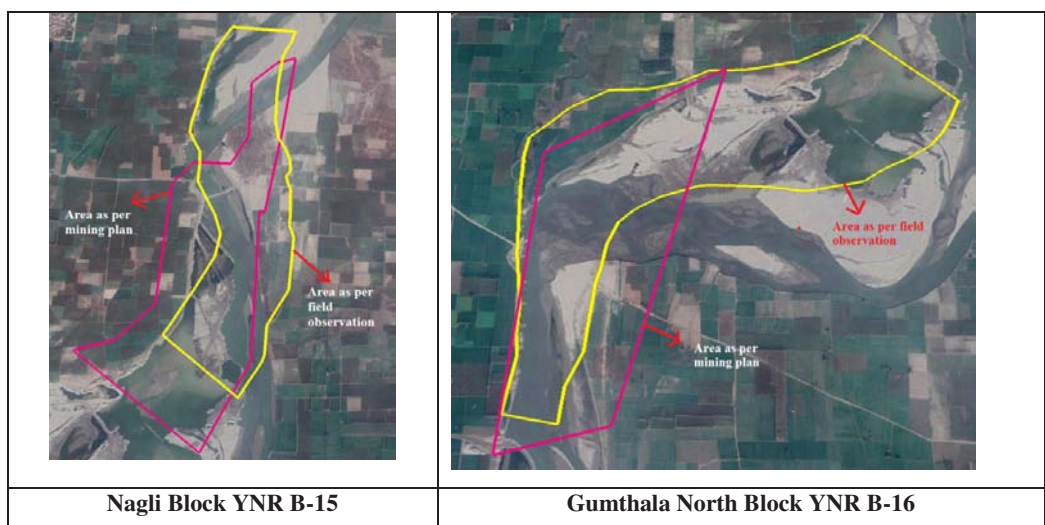 Area as per
mining plan
Area as per
field
observation
Area as per field
observation
Area as per
mining plan
Nagli Block YNR B-15
Gumthala North Block YNR B-16